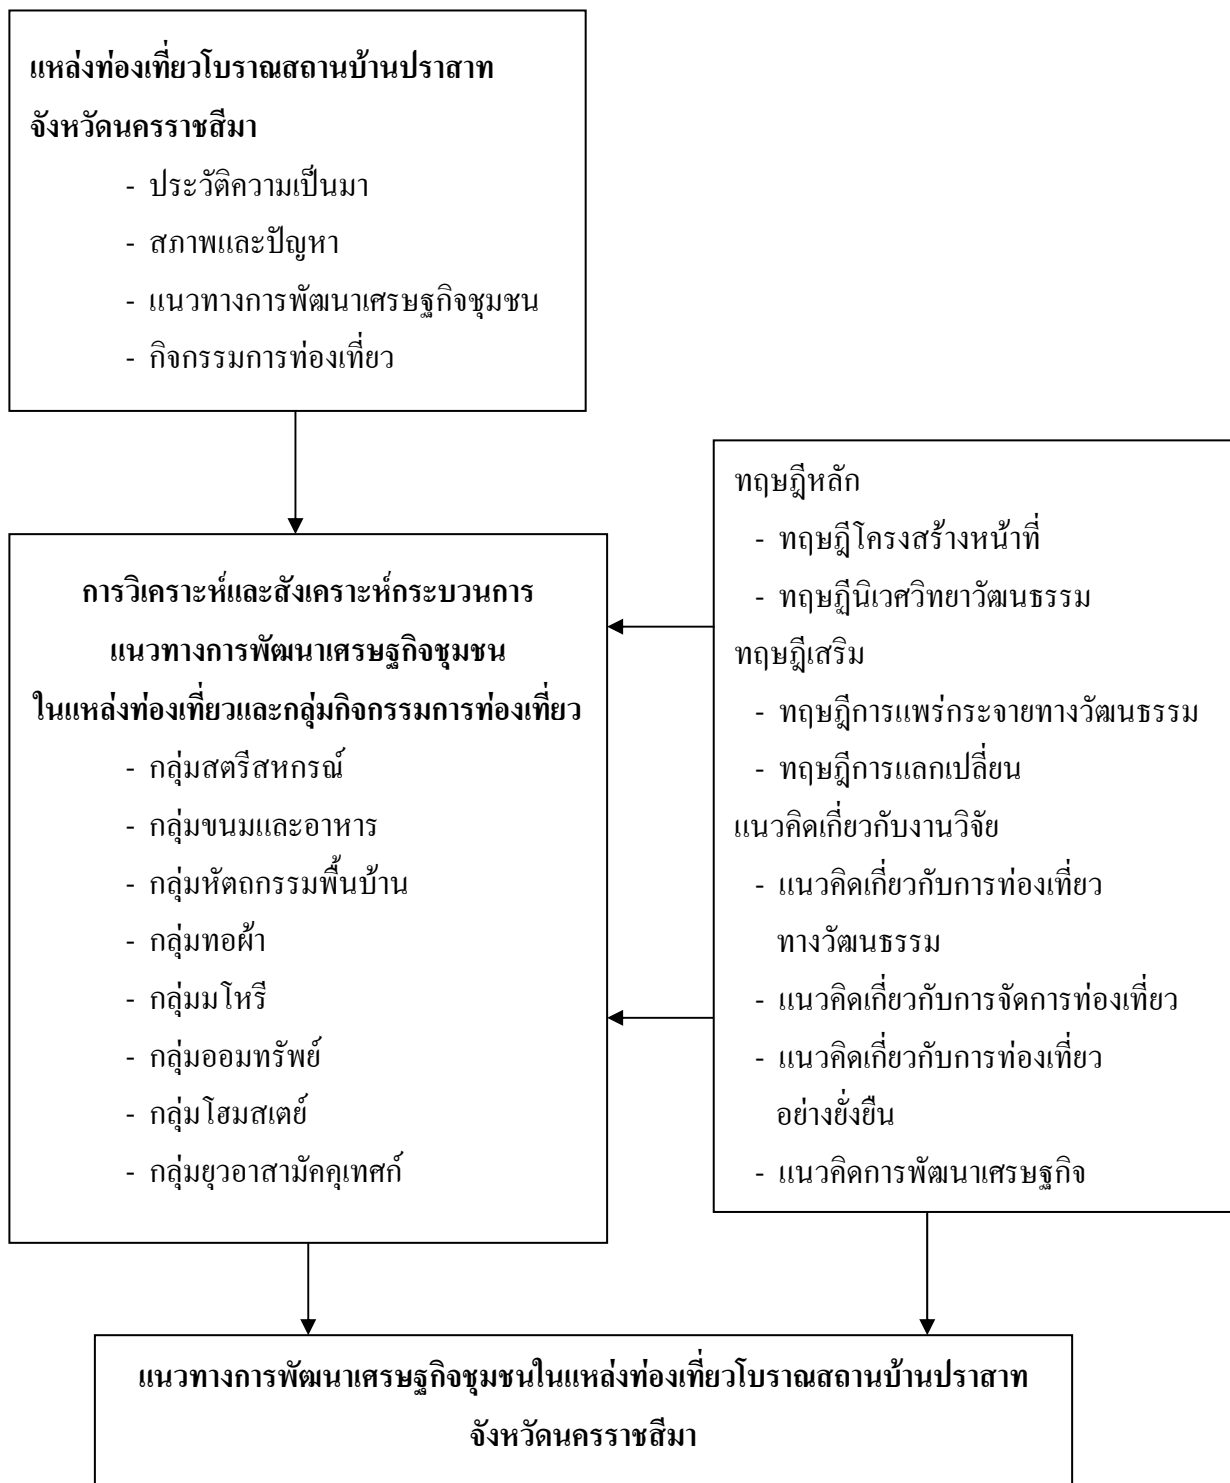 แหล่งท่องเที่ยวโบราณสถานบ้านปราสาท
จังหวัดนครราชสีมา
- ประวัติความเป็นมา
- สภาพและปัญหา
- แนวทางการพัฒนาเศรษฐกิจชุมชน
- กิจกรรมการท่องเที่ยว
การวิเคราะห์และสังเคราะห์กระบวนการ
แนวทางการพัฒนาเศรษฐกิจชุมชน
ในแหล่งท่องเที่ยวและกลุ่มกิจกรรมการท่องเที่ยว
- กลุ่มสตรีสหกรณ์
- กลุ่มขนมและอาหาร
- กลุ่มหัตถกรรมพื้นบ้าน
- กลุ่มทอผ้า
- กลุ่มมโหรี
- กลุ่มออมทรัพย์
- กลุ่มโฮมสเตย์
- กลุ่มยุวอาสามัคคุเทศก์
ทฤษฎีหลัก
- ทฤษฎีโครงสร้างหน้าที่
- ทฤษฏีนิเวศวิทยาวัฒนธรรม
ทฤษฎีเสริม
- ทฤษฎีการแพร่กระจายทางวัฒนธรรม
- ทฤษฎีการแลกเปลี่ยน
แนวคิดเกี่ยวกับงานวิจัย
- แนวคิดเกี่ยวกับการท่องเที่ยว
ทางวัฒนธรรม
- แนวคิดเกี่ยวกับการจัดการท่องเที่ยว
- แนวคิดเกี่ยวกับการท่องเที่ยว
อย่างยั่งยืน
- แนวคิดการพัฒนาเศรษฐกิจ
แนวทางการพัฒนาเศรษฐกิจชุมชนในแหล่งท่องเที่ยวโบราณสถานบ้านปราสาท
จังหวัดนครราชสีมา